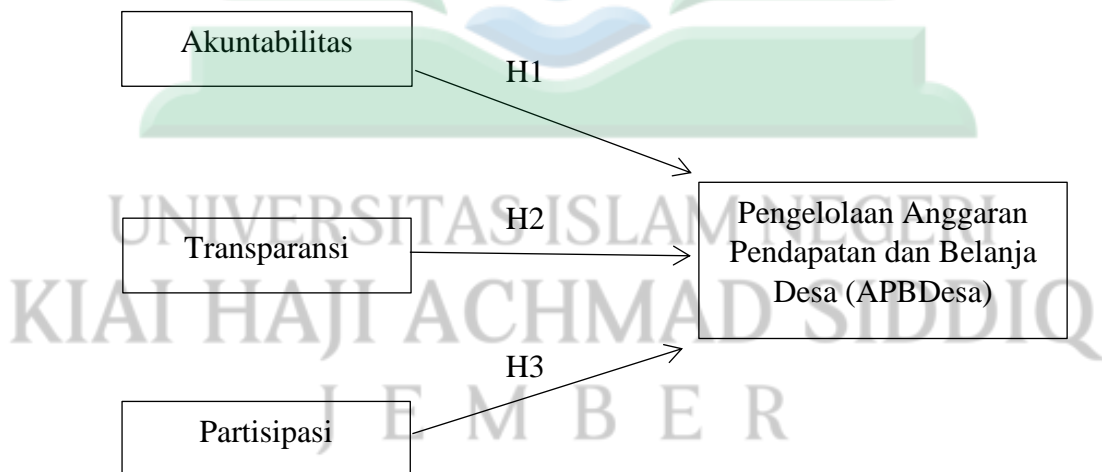 Akuntabilitas
H1
UNIVERSITAS ISLAM NEGERI
H2
Transparansi
Pengelolaan Anggaran
Pendapatan dan Belanja
Desa (APBDesa)
KIAI HAJI ACHMAD SIDDIQ
H3
JEMBER
Partisipasi